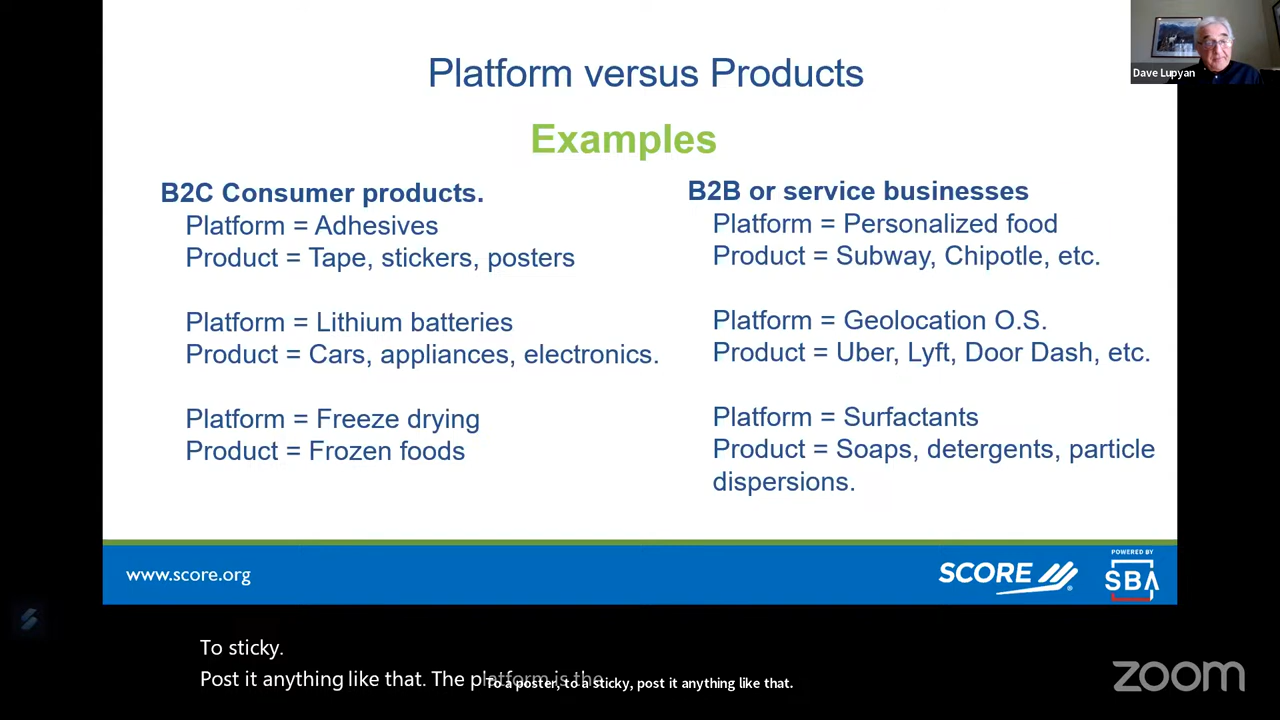 Platform versus Products
Dave Lupyan
Examples
B2C Consumer products.
Platform = Adhesives
Product = Tape, stickers, posters
Platform = Lithium batteries
Product = Cars, appliances, electronics.
Platform = Freeze drying
Product = Frozen foods
B2B or service businesses
Platform = Personalized food
Product = Subway, Chipotle, etc.
Platform = Geolocation O.S.
Product = Uber, Lyft, Door Dash, etc.
Platform = Surfactants
Product = Soaps, detergents, particle
dispersions.
www.score.org
SCORE
POWERED BY
SBA
To sticky.
Post it anything like that. The platform is the
To a poster, to a sticky, post it anything like that.
zoom